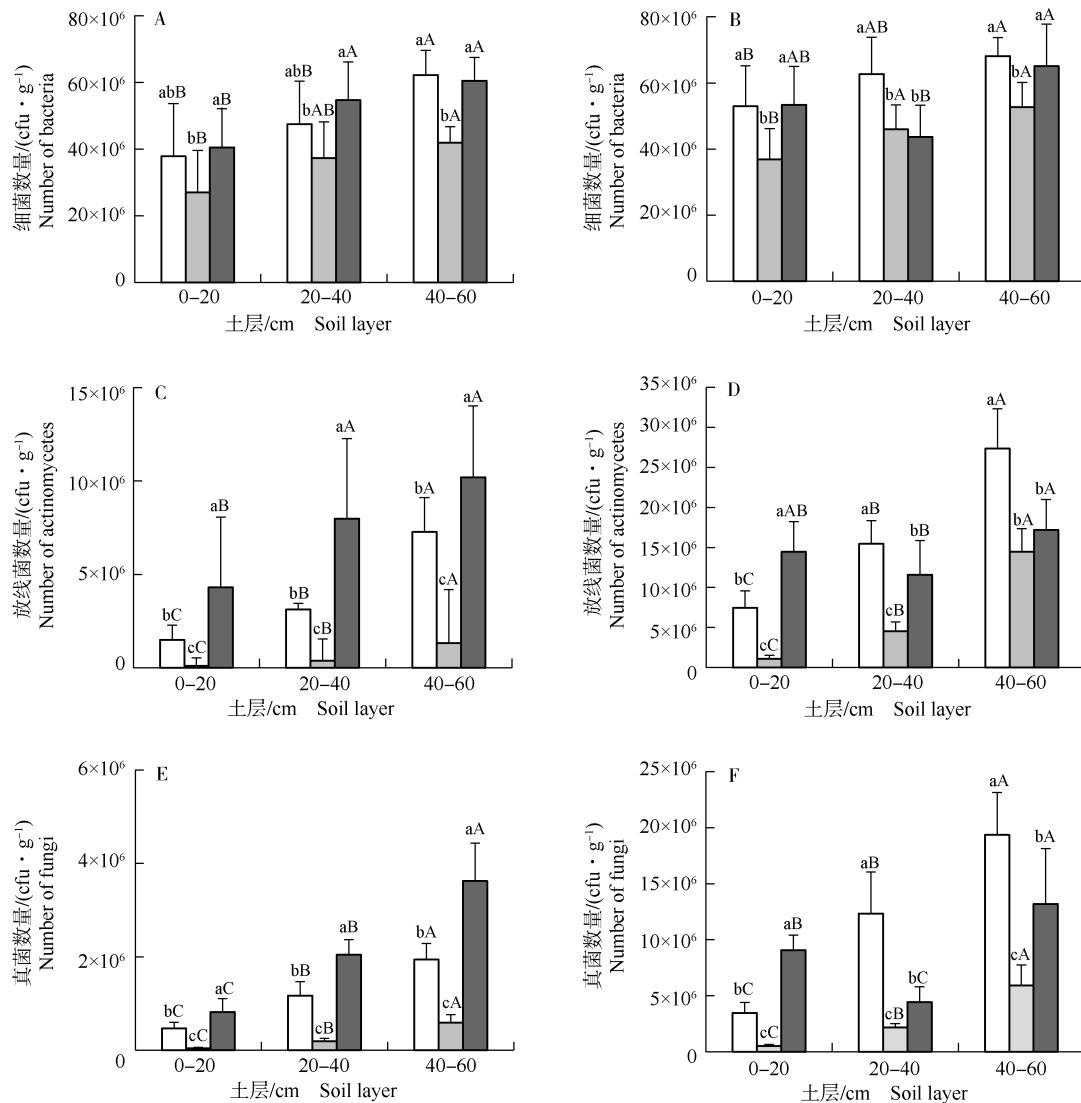 A
80×10⁶
60×10⁶
40×10⁶
20×10⁶
0
细菌数量/(cfu·g⁻¹)
Number of bacteria
abB bB aB abB bAB aA aA bA aA
0-20 20-40 40-60
土层/cm Soil layer
B
80×10⁶
60×10⁶
40×10⁶
20×10⁶
0
细菌数量/(cfu·g⁻¹)
Number of bacteria
aB bB aAB aAB bA bB aA bA aA
0-20 20-40 40-60
土层/cm Soil layer
C
15×10⁶
10×10⁶
5×10⁶
0
放线菌数量/(cfu·g⁻¹)
Number of actinomycetes
bC cC aB bB cB aA bA cA aA
0-20 20-40 40-60
土层/cm Soil layer
D
35×10⁶
30×10⁶
25×10⁶
20×10⁶
15×10⁶
10×10⁶
5×10⁶
0
放线菌数量/(cfu·g⁻¹)
Number of actinomycetes
bC cC aAB aB cB bB aA bA bA
0-20 20-40 40-60
土层/cm Soil layer
E
6×10⁶
4×10⁶
2×10⁶
0
真菌数量/(cfu·g⁻¹)
Number of fungi
bC cC aC bB cB aB bA cA aA
0-20 20-40 40-60
土层/cm Soil layer
F
25×10⁶
20×10⁶
15×10⁶
10×10⁶
5×10⁶
0
真菌数量/(cfu·g⁻¹)
Number of fungi
bC cC aB aB cB bC aA cA bA
0-20 20-40 40-60
土层/cm Soil layer